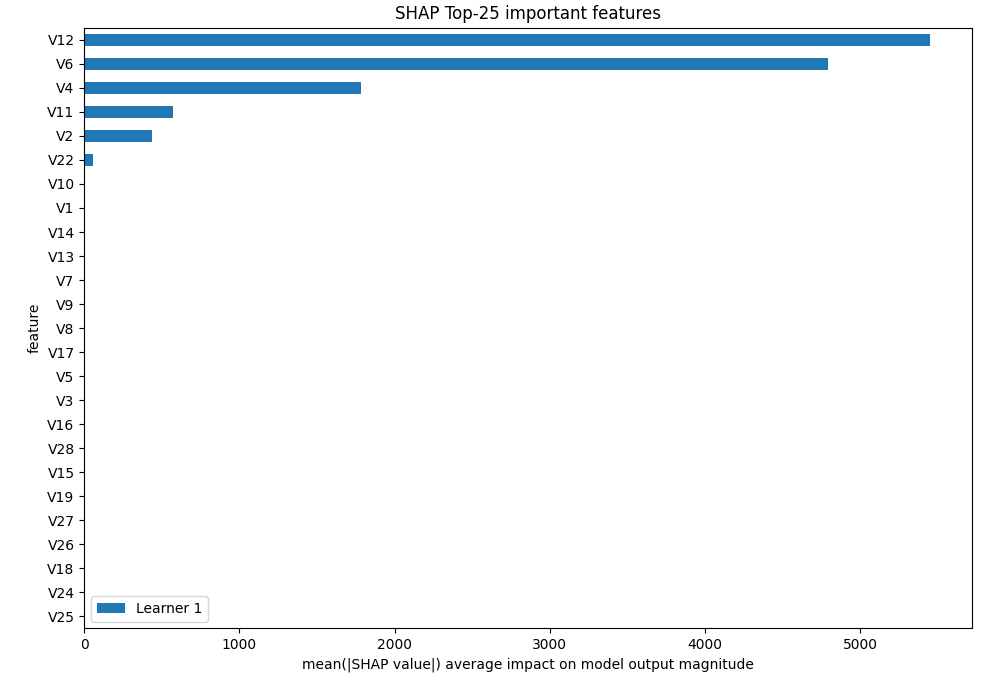 SHAP Top-25 important features
V12
V6
V4
V11
V2
V22
V10
V1
V14
V13
V7
V9
V8
V17
V5
V3
V16
V28
V15
V19
V27
V26
V18
V24
V25
feature
Learner 1
0 1000 2000 3000 4000 5000
mean(|SHAP value|) average impact on model output magnitude